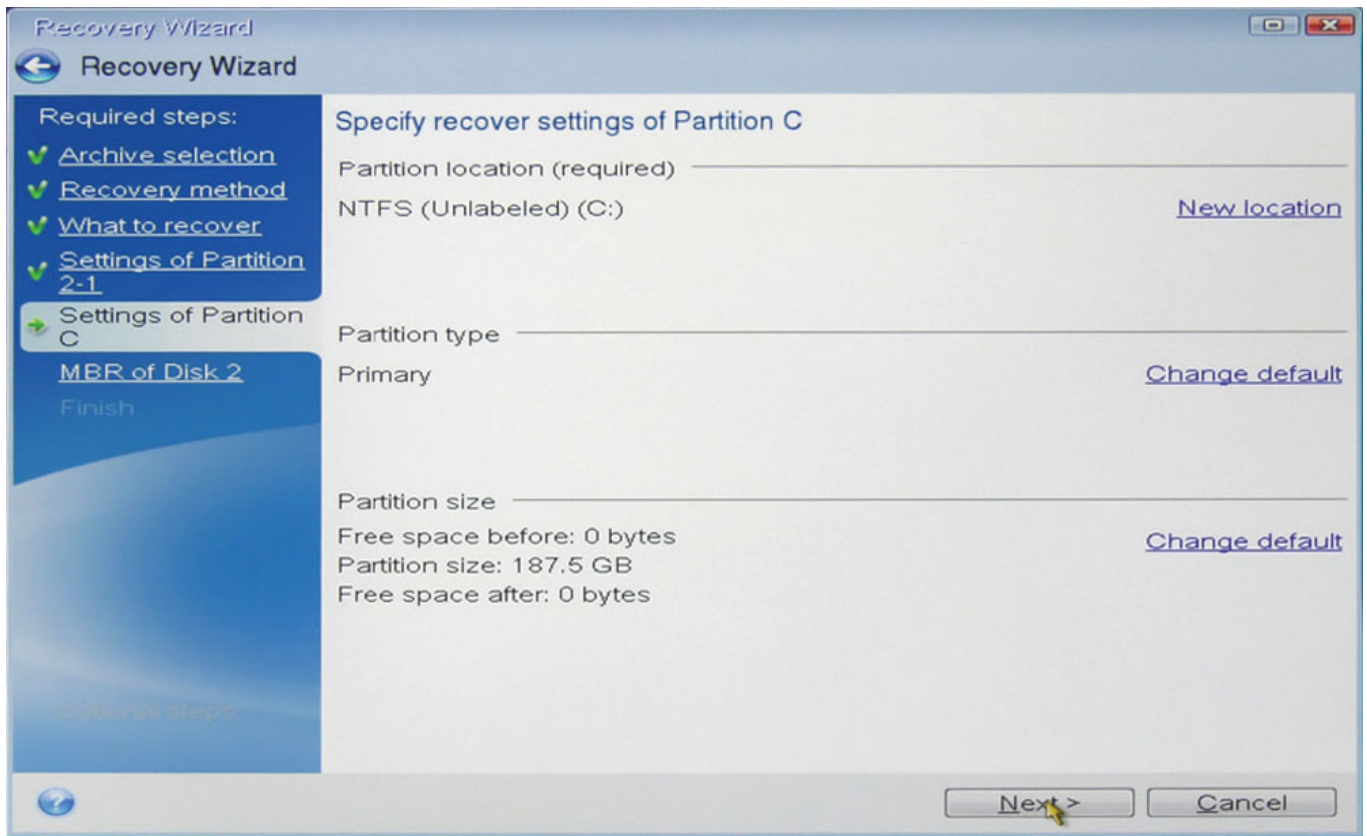 Recovery Wizard
Recovery Wizard
Required steps:
Archive selection
Recovery method
What to recover
Settings of Partition
2-1
Settings of Partition
C
MBR of Disk 2
Finish
Optional steps:
Specify recover settings of Partition C
Partition location (required)
NTFS (Unlabeled) (C:)
New location
Partition type
Primary
Change default
Partition size
Free space before: 0 bytes
Change default
Partition size: 187.5 GB
Free space after: 0 bytes
Next >
Cancel